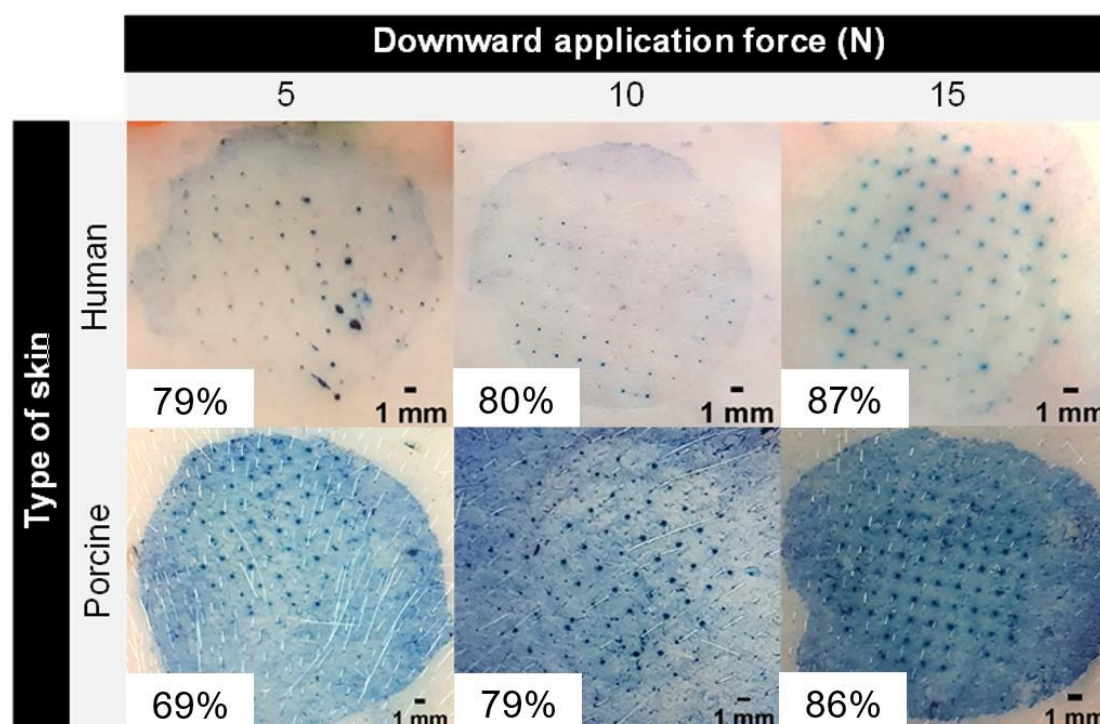 Downward application force (N)
5 10 15
Type of skin
Human
79% 1 mm 80% 1 mm 87% 1 mm
Porcine
69% 1 mm 79% 1 mm 86% 1 mm